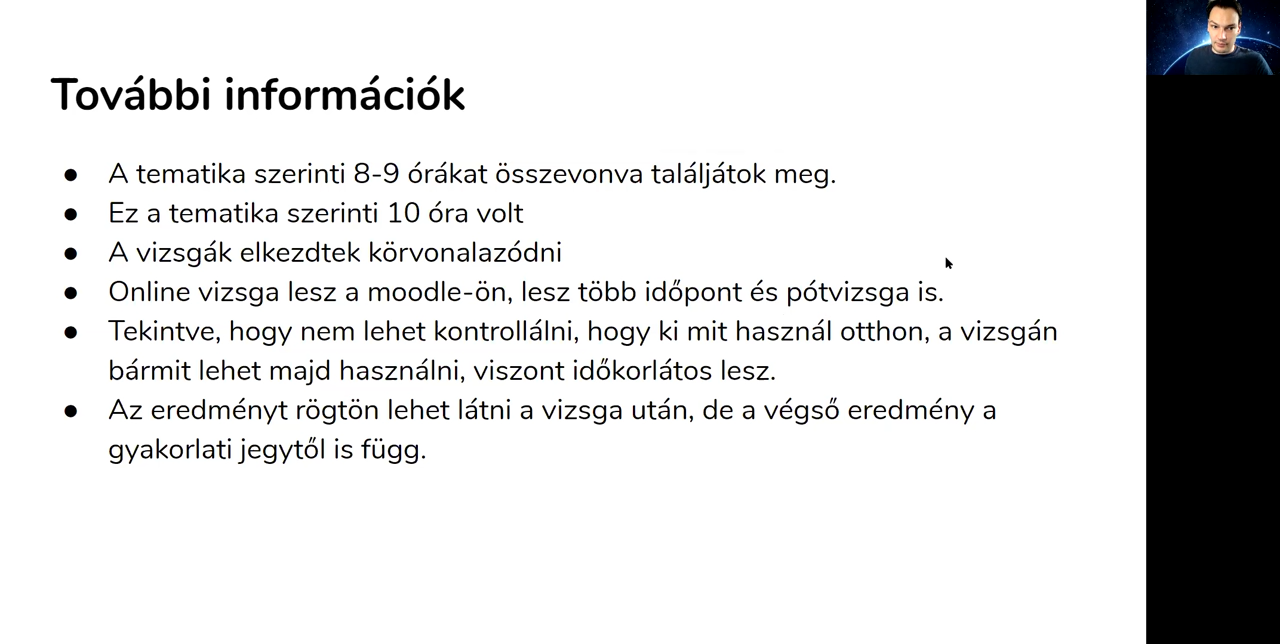 További információk
● A tematika szerinti 8-9 órákat összevonva találjátok meg.
● Ez a tematika szerinti 10 óra volt
● A vizsgák elkezdtek körvonalazódni
● Online vizsga lesz a moodle-ön, lesz több időpont és pótvizsga is.
● Tekintve, hogy nem lehet kontrollálni, hogy ki mit használ otthon, a vizsgán
bármit lehet majd használni, viszont időkorlátos lesz.
● Az eredményt rögtön lehet látni a vizsga után, de a végső eredmény a
gyakorlati jegytől is függ.